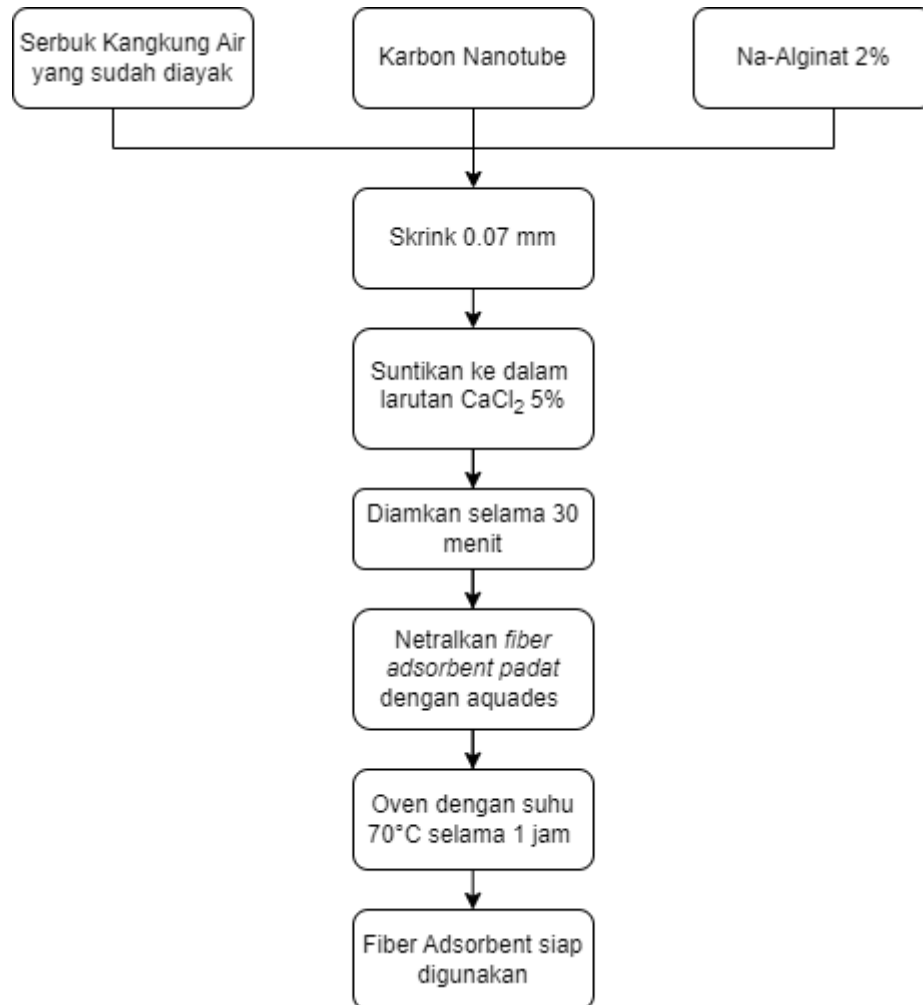 Serbuk Kangkung Air
yang sudah diayak
Karbon Nanotube
Na-Alginat 2%
Skrink 0.07 mm
Suntikan ke dalam
larutan CaCl₂ 5%
Diamkan selama 30
menit
Netralkan fiber
adsorbent padat
dengan aquades
Oven dengan suhu
70°C selama 1 jam
Fiber Adsorbent siap
digunakan